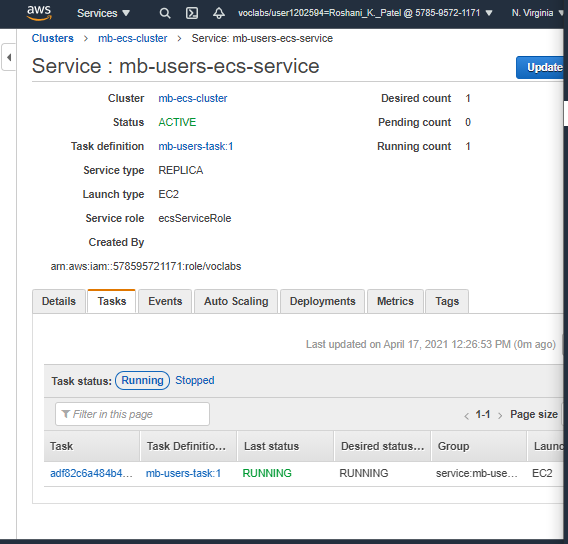 aws Services voclabs/user1202594=Roshani_K._Patel @ 5785-9572-1171 N. Virginia
Clusters > mb-ecs-cluster > Service: mb-users-ecs-service
Service : mb-users-ecs-service Update
Cluster mb-ecs-cluster Desired count 1
Status ACTIVE Pending count 0
Task definition mb-users-task:1 Running count 1
Service type REPLICA
Launch type EC2
Service role ecsServiceRole
Created By
arn:aws:iam::578595721171:role/voclabs
Details Tasks Events Auto Scaling Deployments Metrics Tags
Last updated on April 17, 2021 12:26:53 PM (0m ago)
Task status: Running Stopped
Filter in this page < 1-1 > Page size
Task Task Definitio... Last status Desired status... Group Launc
adf82c6a484b4... mb-users-task:1 RUNNING RUNNING service:mb-use... EC2